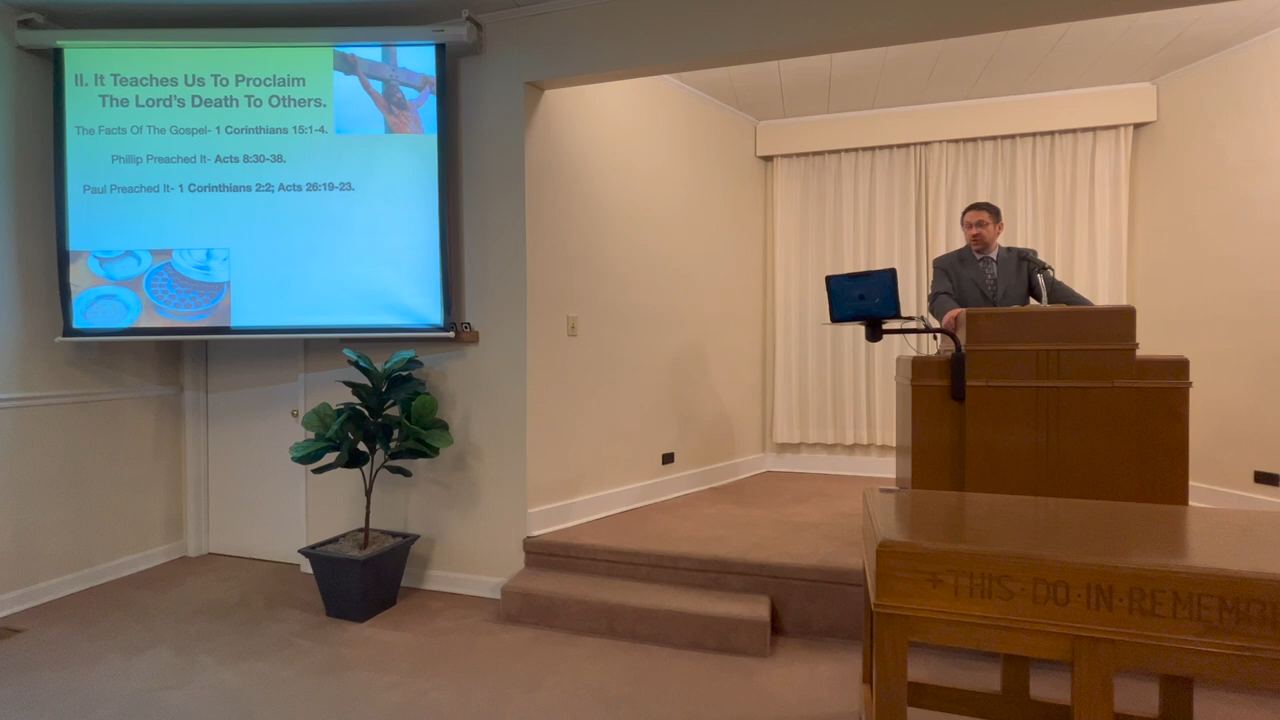 II. It Teaches Us To Proclaim
The Lord's Death To Others.
The Facts Of The Gospel- 1 Corinthians 15:1-4.
Phillip Preached It- Acts 8:30-38.
Paul Preached It- 1 Corinthians 2:2; Acts 26:19-23.
+THIS·DO·IN·REMEMB